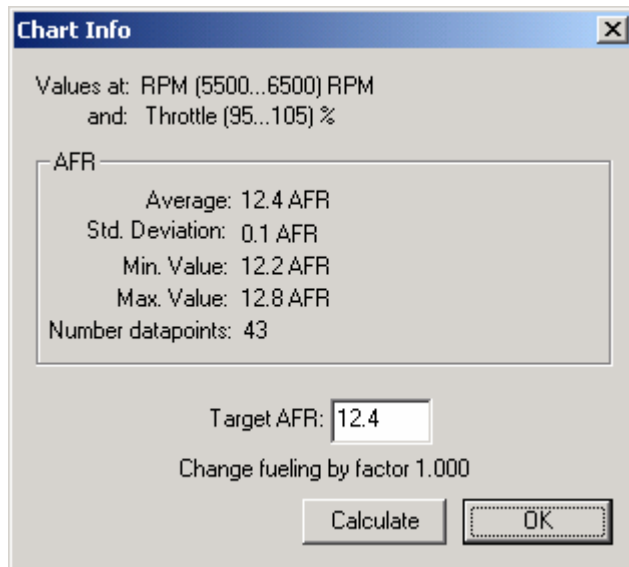 Chart Info
Values at: RPM (5500...6500) RPM
and: Throttle (95...105) %
AFR
Average: 12.4 AFR
Std. Deviation: 0.1 AFR
Min. Value: 12.2 AFR
Max. Value: 12.8 AFR
Number datapoints: 43
Target AFR: 12.4
Change fueling by factor 1.000
Calculate OK